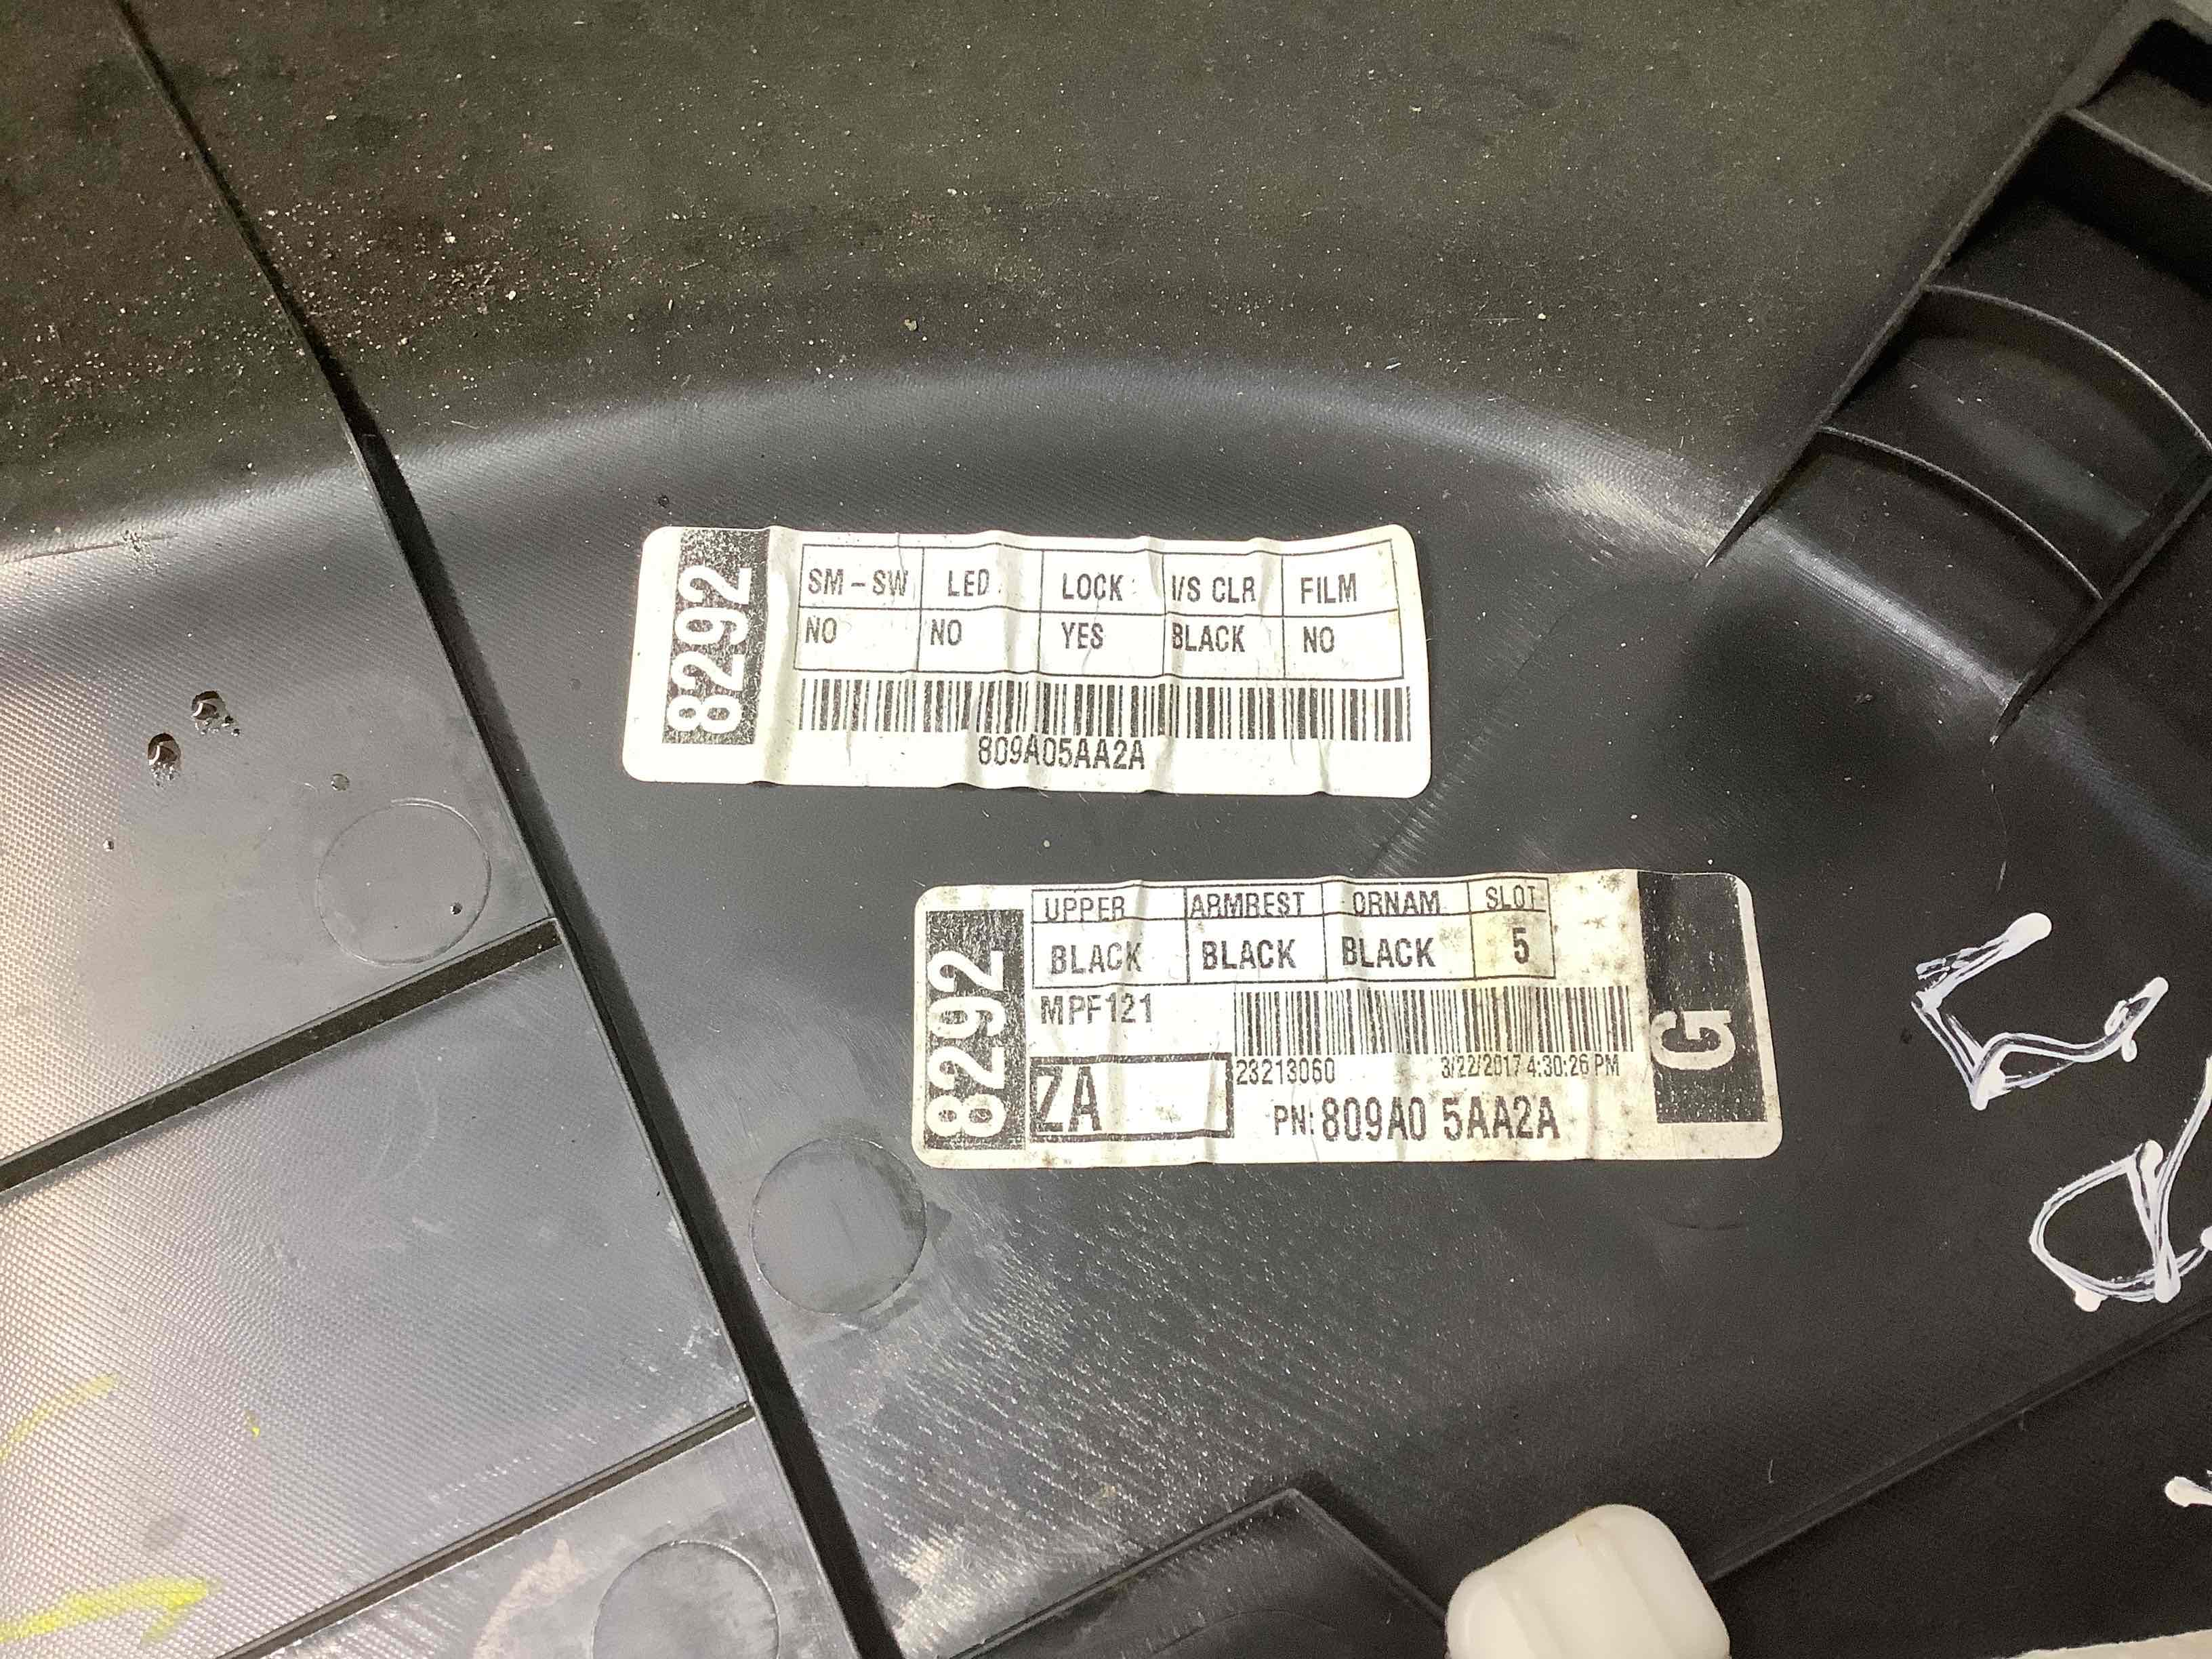 8292
SM-SW LED LOCK I/S CLR FILM
NO NO YES BLACK NO
809A05AA2A
8292
UPPER ARMREST ORNAM SLOT
BLACK BLACK BLACK 5
MPF121
G
23213060 3/22/2017 4:30:26 PM
ZA
PN: 809A0 5AA2A